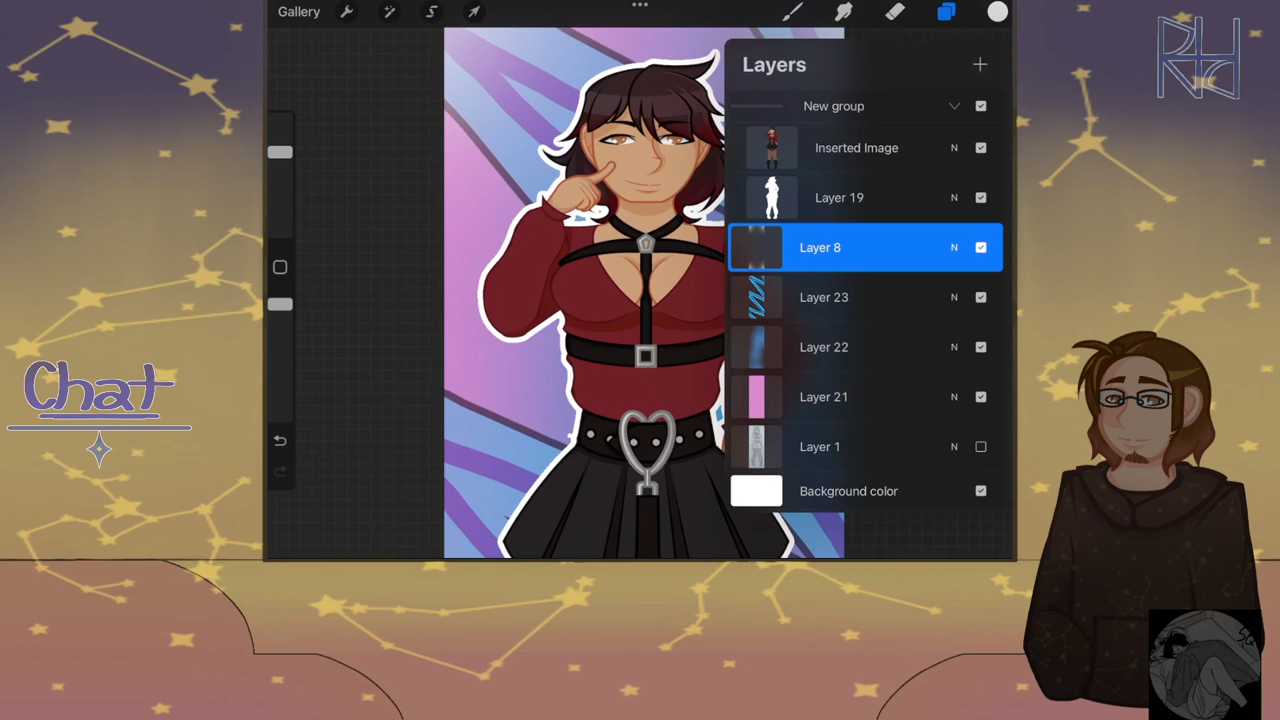 Gallery
Layers
New group
Inserted Image N
Layer 19 N
Layer 8 N
Layer 23 N
Layer 22 N
Layer 21 N
Layer 1 N
Background color
Chat